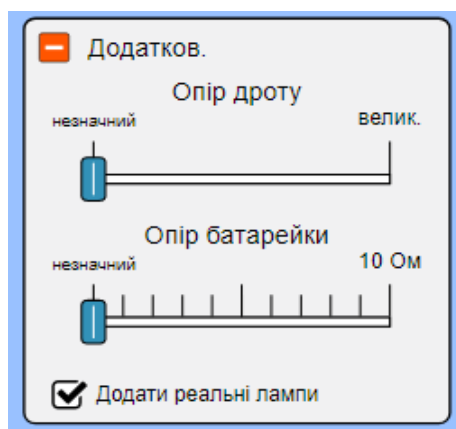 Додатков.
Опір дроту
незначний велик.
Опір батарейки
незначний 10 Ом
Додати реальні лампи